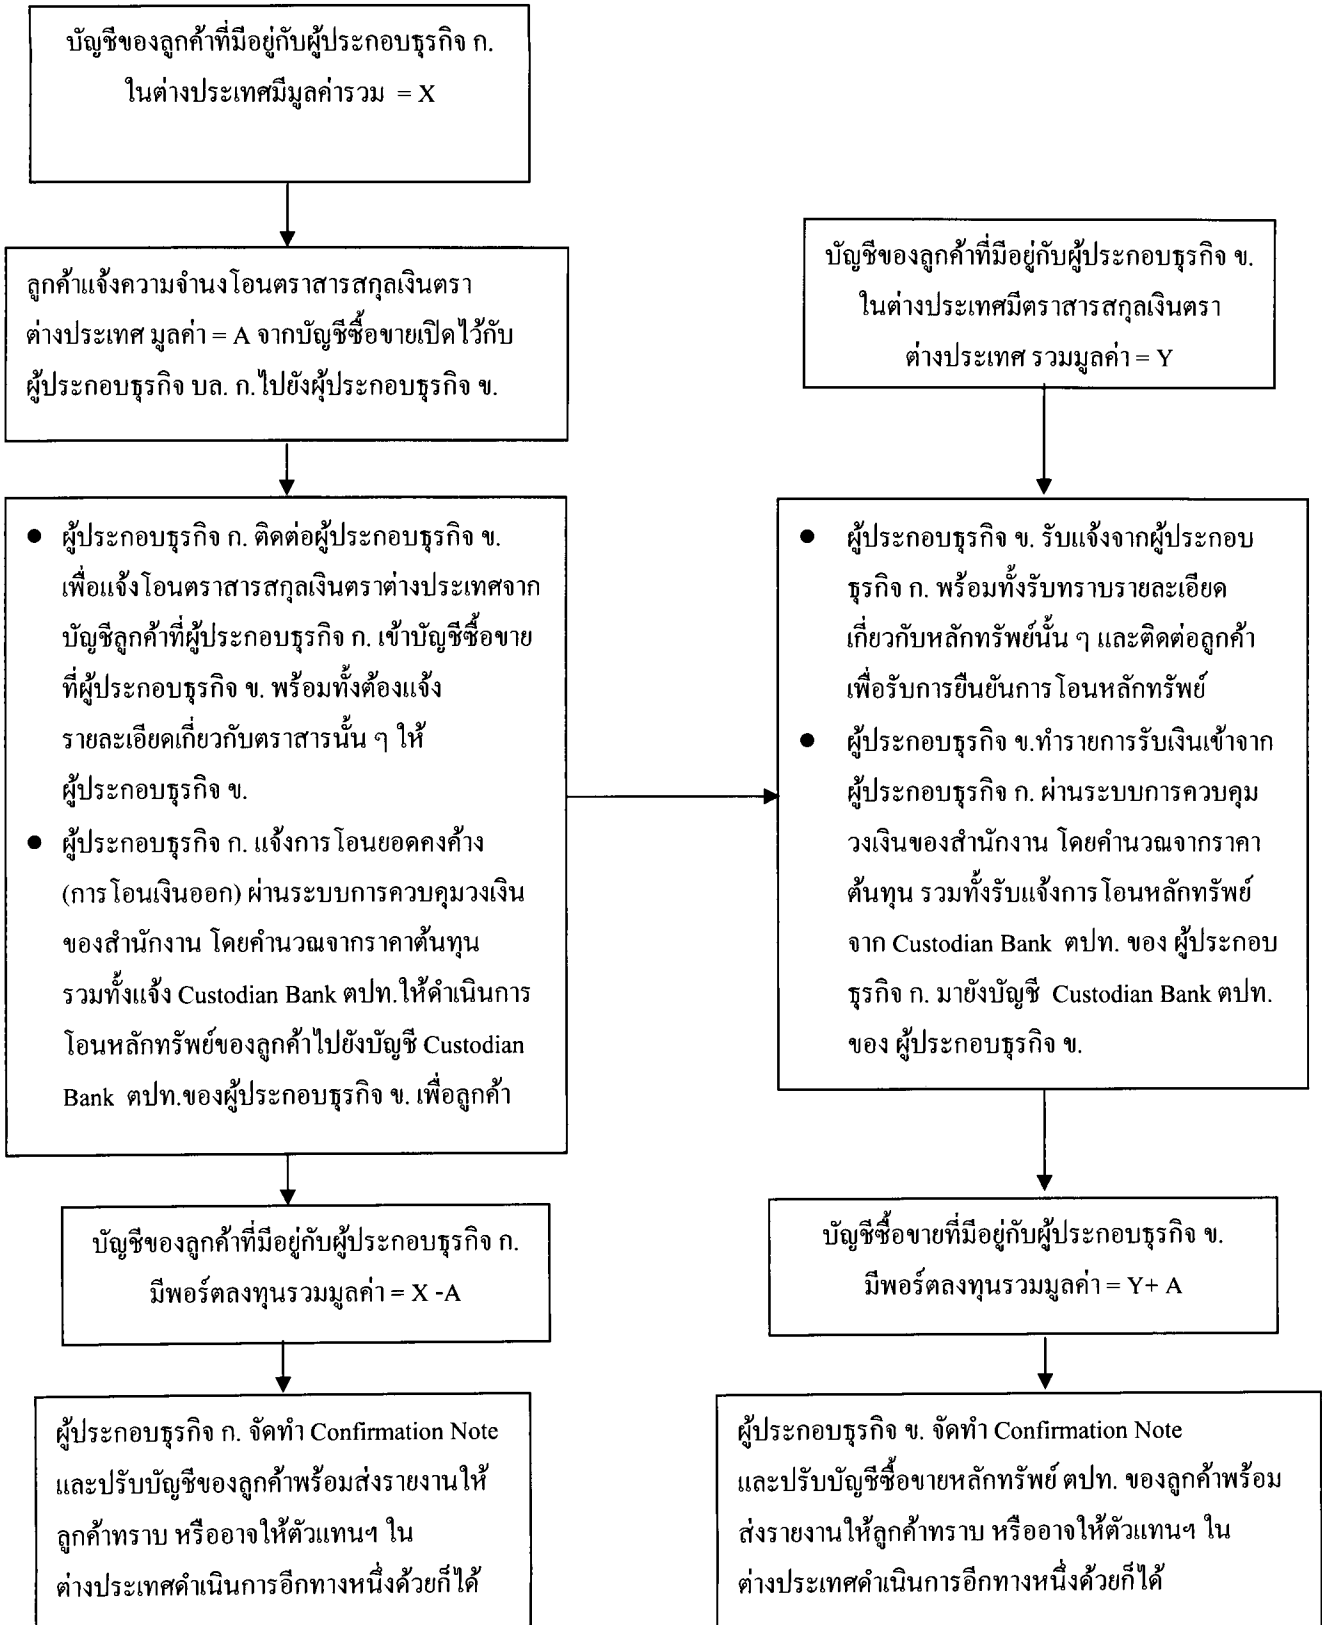 บัญชีของลูกค้าที่มีอยู่กับผู้ประกอบธุรกิจ ก.
ในต่างประเทศมีมูลค่ารวม = X
ลูกค้าแจ้งความจำนงโอนตราสารสกุลเงินตรา
ต่างประเทศ มูลค่า = A จากบัญชีซื้อขายเปิดไว้กับ
ผู้ประกอบธุรกิจ บล. ก.ไปยังผุ้ประกอบธุรกิจ ข.
บัญชีของลูกค้าที่มีอยู่กับผู้ประกอบธุรกิจ ข.
ในต่างประเทศมีตราสารสกุลเงินตรา
ต่างประเทศ รวมมูลค่า = Y
● ผู้ประกอบธุรกิจ ก. ติดต่อผู้ประกอบธุรกิจ ข.
เพื่อแจ้งโอนตราสารสกุลเงินตราต่างประเทศจาก
บัญชีลูกค้าที่ผู้ประกอบธุรกิจ ก. เข้าบัญชีซื้อขาย
ที่ผู้ประกอบธุรกิจ ข. พร้อมทั้งต้องแจ้ง
รายละเอียดเกี่ยวกับตราสารนั้น ๆ ให้
ผู้ประกอบธุรกิจ ข.
● ผู้ประกอบธุรกิจ ก. แจ้งการโอนยอดคงค้าง
(การโอนเงินออก) ผ่านระบบการควบคุมวงเงิน
ของสำนักงาน โดยคำนวณจากราคาต้นทุน
รวมทั้งแจ้ง Custodian Bank ตปท.ให้ดำเนินการ
โอนหลักทรัพย์ของลูกค้าไปยังบัญชี Custodian
Bank ตปท.ของผู้ประกอบธุรกิจ ข. เพื่อลูกค้า
● ผู้ประกอบธุรกิจ ข. รับแจ้งจากผู้ประกอบ
ธุรกิจ ก. พร้อมทั้งรับทราบรายละเอียด
เกี่ยวกับหลักทรัพย์นั้น ๆ และติดต่อลูกค้า
เพื่อรับการยืนยันการโอนหลักทรัพย์
● ผู้ประกอบธุรกิจ ข.ทำรายการรับเงินเข้าจาก
ผู้ประกอบธุรกิจ ก. ผ่านระบบการควบคุม
วงเงินของสำนักงาน โดยคำนวณจากราคา
ต้นทุน รวมทั้งรับแจ้งการโอนหลักทรัพย์
จาก Custodian Bank ตปท. ของ ผู้ประกอบ
ธุรกิจ ก. มายังบัญชี Custodian Bank ตปท.
ของ ผู้ประกอบธุรกิจ ข.
บัญชีของลูกค้าที่มีอยู่กับผู้ประกอบธุรกิจ ก.
มีพอร์ตลงทุนรวมมูลค่า = X -A
บัญชีซื้อขายที่มีอยู่กับผู้ประกอบธุรกิจ ข.
มีพอร์ตลงทุนรวมมูลค่า = Y+ A
ผู้ประกอบธุรกิจ ก. จัดทำ Confirmation Note
และปรับบัญชีของลูกค้าพร้อมส่งรายงานให้
ลูกค้าทราบ หรืออาจให้ตัวแทนฯ ใน
ต่างประเทศดำเนินการอีกทางหนึ่งด้วยก็ได้
ผู้ประกอบธุรกิจ ข. จัดทำ Confirmation Note
และปรับบัญชีซื้อขายหลักทรัพย์ ตปท. ของลูกค้าพร้อม
ส่งรายงานให้ลูกค้าทราบ หรืออาจให้ตัวแทนฯ ใน
ต่างประเทศดำเนินการอีกทางหนึ่งด้วยก็ได้